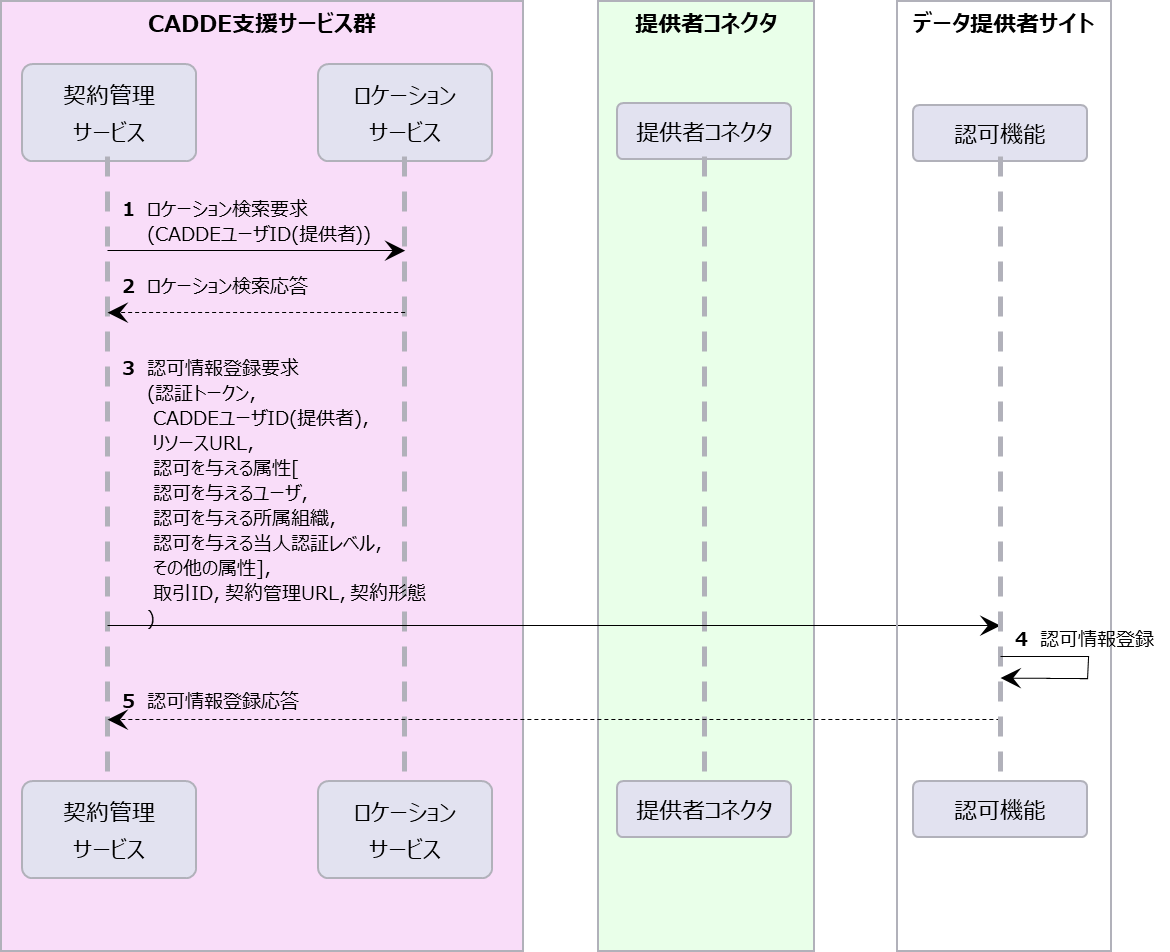 CADDE支援サービス群
提供者コネクタ
データ提供者サイト
契約管理
サービス
ロケーション
サービス
提供者コネクタ
認可機能
1 ロケーション検索要求
(CADDEユーザID(提供者))
2 ロケーション検索応答
3 認可情報登録要求
(認証トークン,
CADDEユーザID(提供者),
リソースURL,
認可を与える属性[
認可を与えるユーザ,
認可を与える所属組織,
認可を与える当人認証レベル,
その他の属性],
取引ID, 契約管理URL, 契約形態
)
4 認可情報登録
5 認可情報登録応答
契約管理
サービス
ロケーション
サービス
提供者コネクタ
認可機能